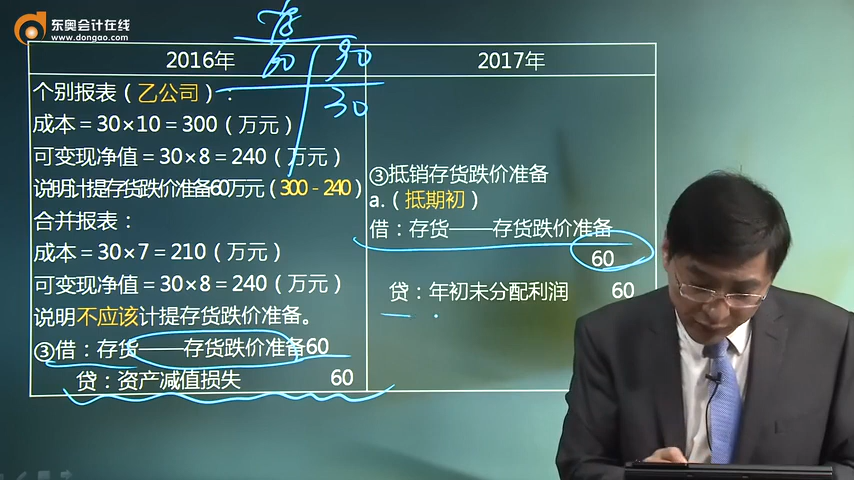 东奥会计在线
www.dongao.com
2016年
2017年
60
30
30
个别报表（乙公司）：
成本＝30×10＝300（万元）
可变现净值＝30×8＝240（万元）
说明计提存货跌价准备60万元（300－240）
合并报表：
成本＝30×7＝210（万元）
可变现净值＝30×8＝240（万元）
说明不应该计提存货跌价准备。
③借：存货——存货跌价准备60
贷：资产减值损失 60
③抵销存货跌价准备
a.（抵期初）
借：存货——存货跌价准备
60
贷：年初未分配利润 60